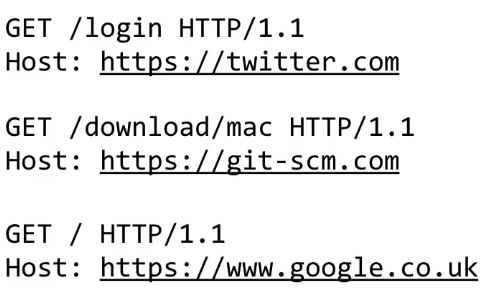 GET /login HTTP/1.1
Host: https://twitter.com
GET /download/mac HTTP/1.1
Host: https://git-scm.com
GET / HTTP/1.1
Host: https://www.google.co.uk